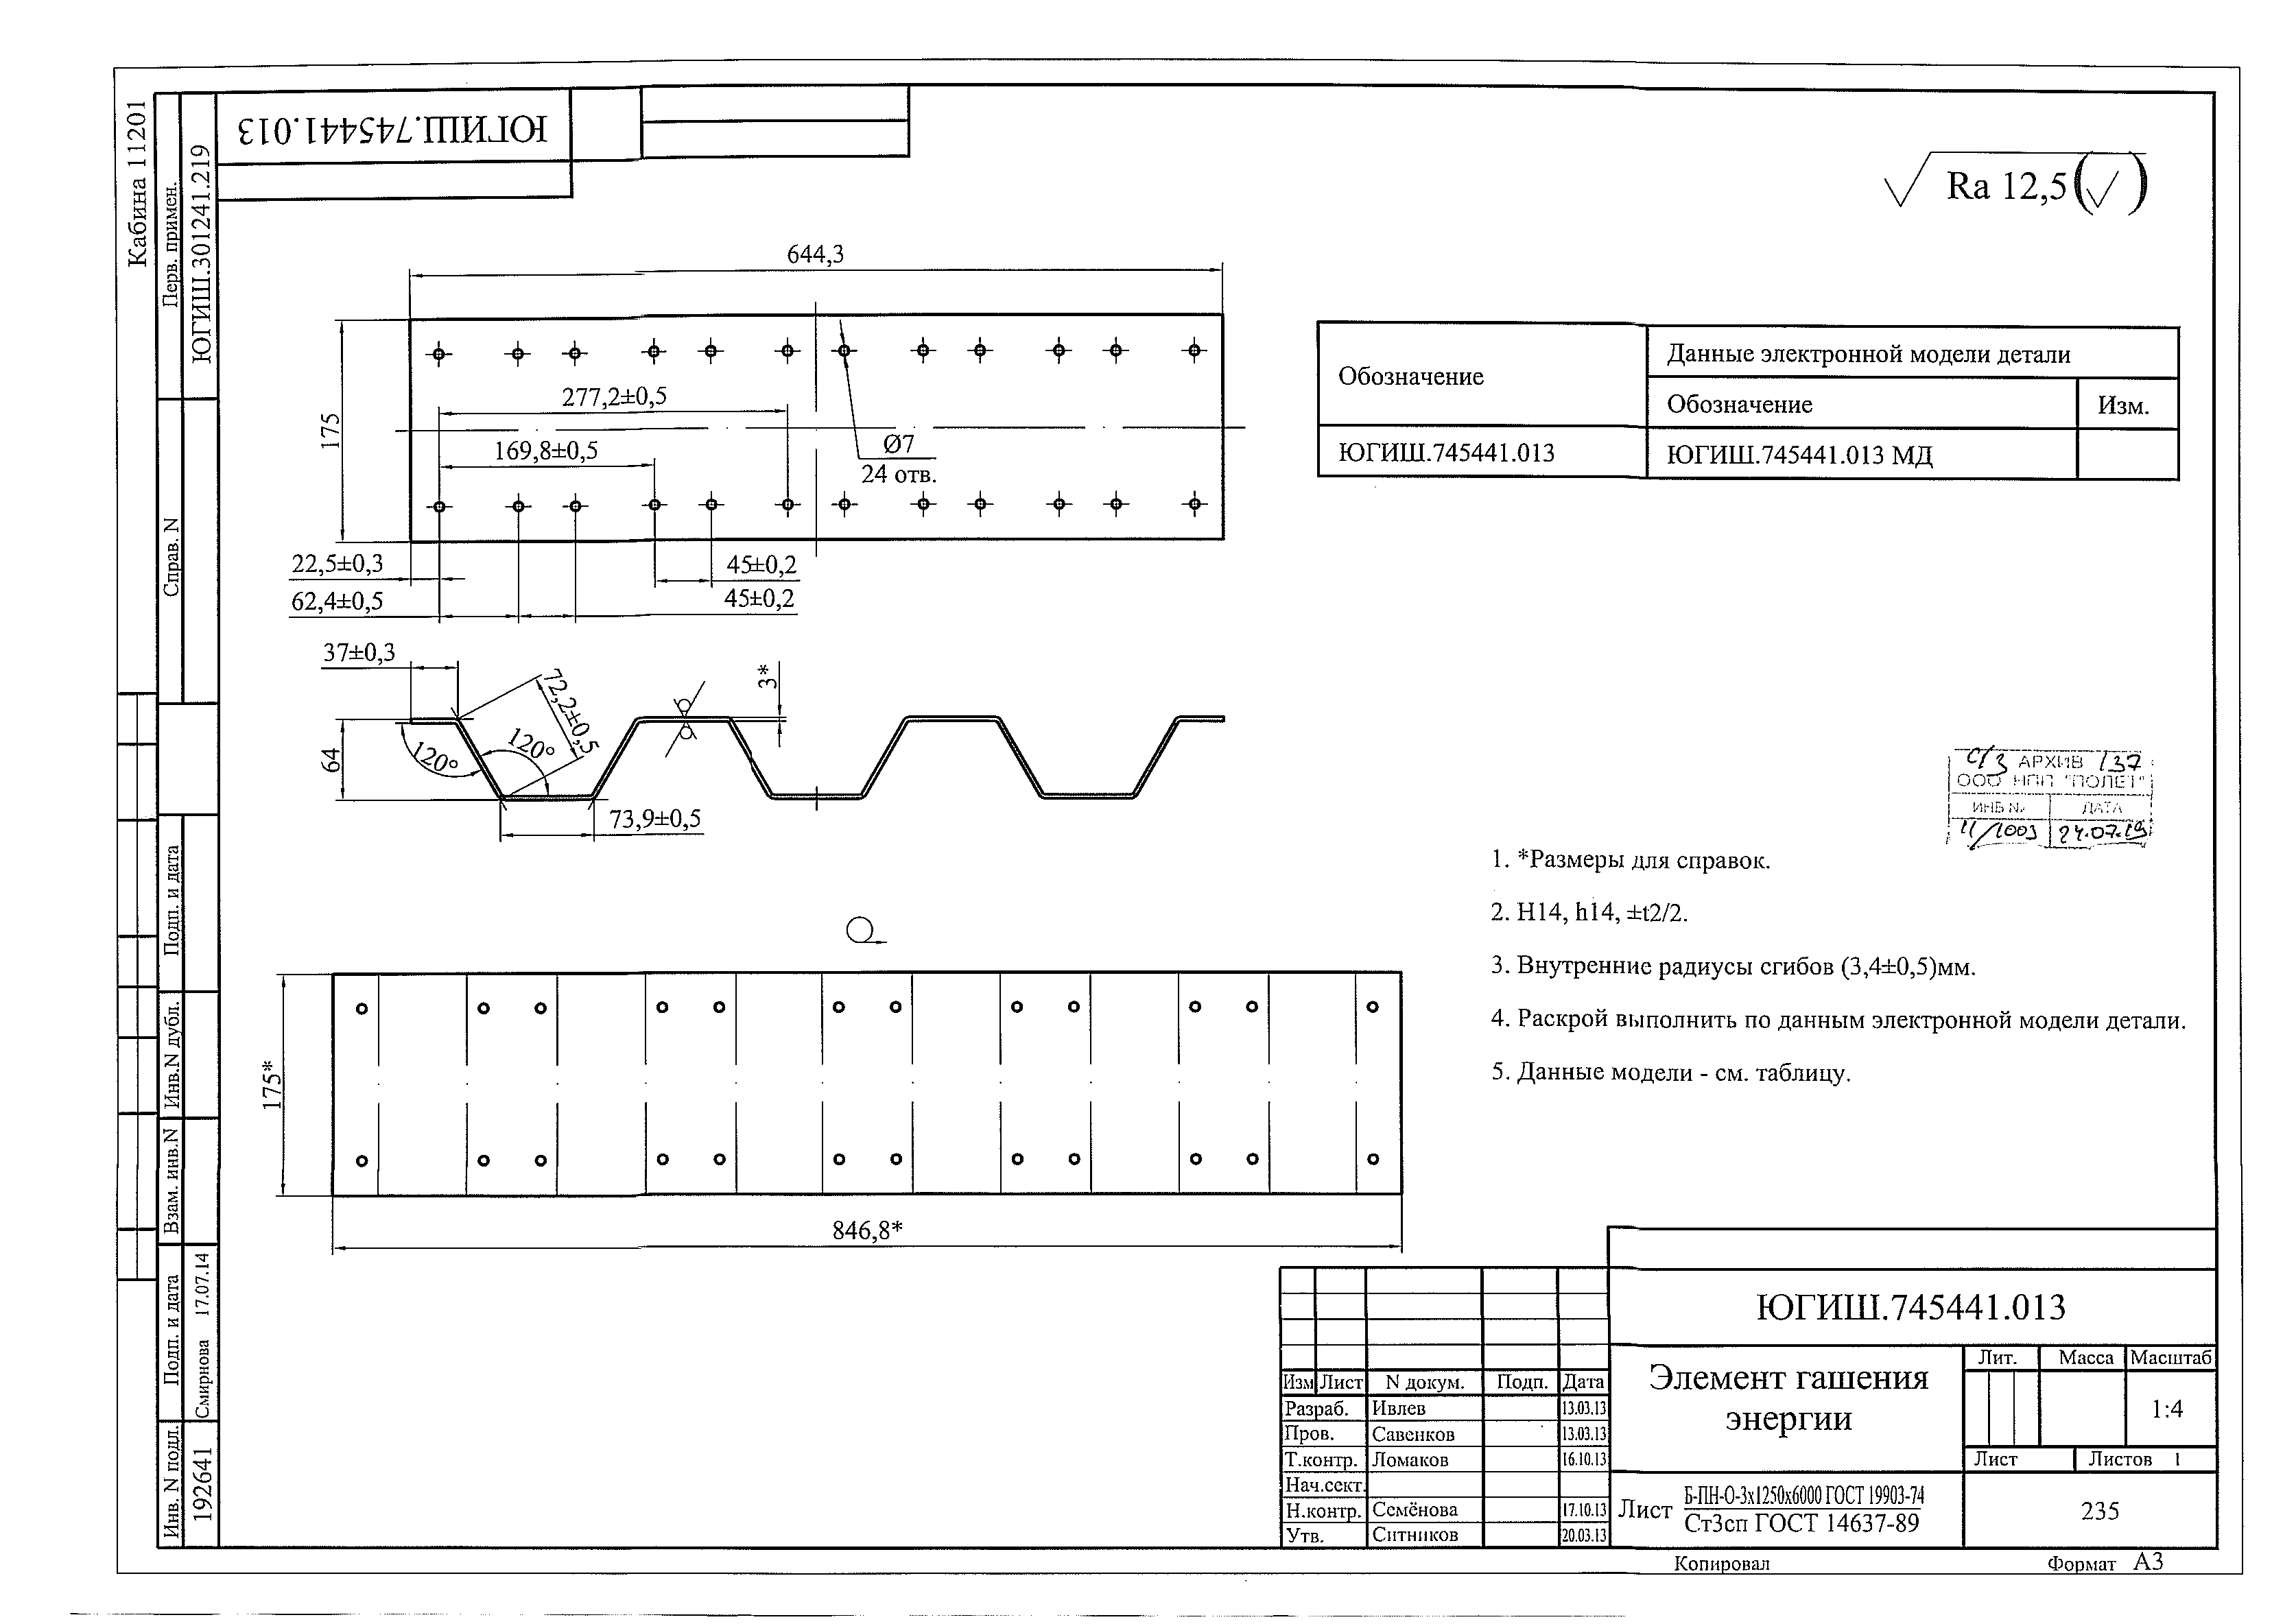 Кабина 11201
Перв. примен.
ЮГИШ.301241.219
Справ. N
Подп. и дата
Инв.N дубл.
Взам. инв.N
Подп. и дата
Смирнова 17.07.14
Инв. N подл.
192641
ЮГИШ.745441.013
Ra 12,5
644,3
175
277,2±0,5
169,8±0,5
Ø7
24 отв.
22,5±0,3
45±0,2
62,4±0,5
45±0,2
37±0,3
72,2±0,5
3*
64
120°
120°
73,9±0,5
175*
846,8*
Обозначение
Данные электронной модели детали
Обозначение
Изм.
ЮГИШ.745441.013
ЮГИШ.745441.013 МД
АРХИВ 137
ООО НПП "ПОЛЕТ"
ИНВ № ДАТА
11/1003 24.07.19
1. *Размеры для справок.
2. H14, h14, ±t2/2.
3. Внутренние радиусы сгибов (3,4±0,5)мм.
4. Раскрой выполнить по данным электронной модели детали.
5. Данные модели - см. таблицу.
ЮГИШ.745441.013
Изм Лист N докум. Подп. Дата
Разраб. Ивлев 13.03.13
Пров. Савенков 13.03.13
Т.контр. Ломаков 16.10.13
Нач.сект.
Н.контр. Семёнова 17.10.13
Утв. Ситников 20.03.13
Элемент гашения
энергии
Лит. Масса Масштаб
1:4
Лист Листов 1
Лист Б-ПН-О-3х1250х6000 ГОСТ 19903-74
Ст3сп ГОСТ 14637-89
235
Копировал
Формат А3